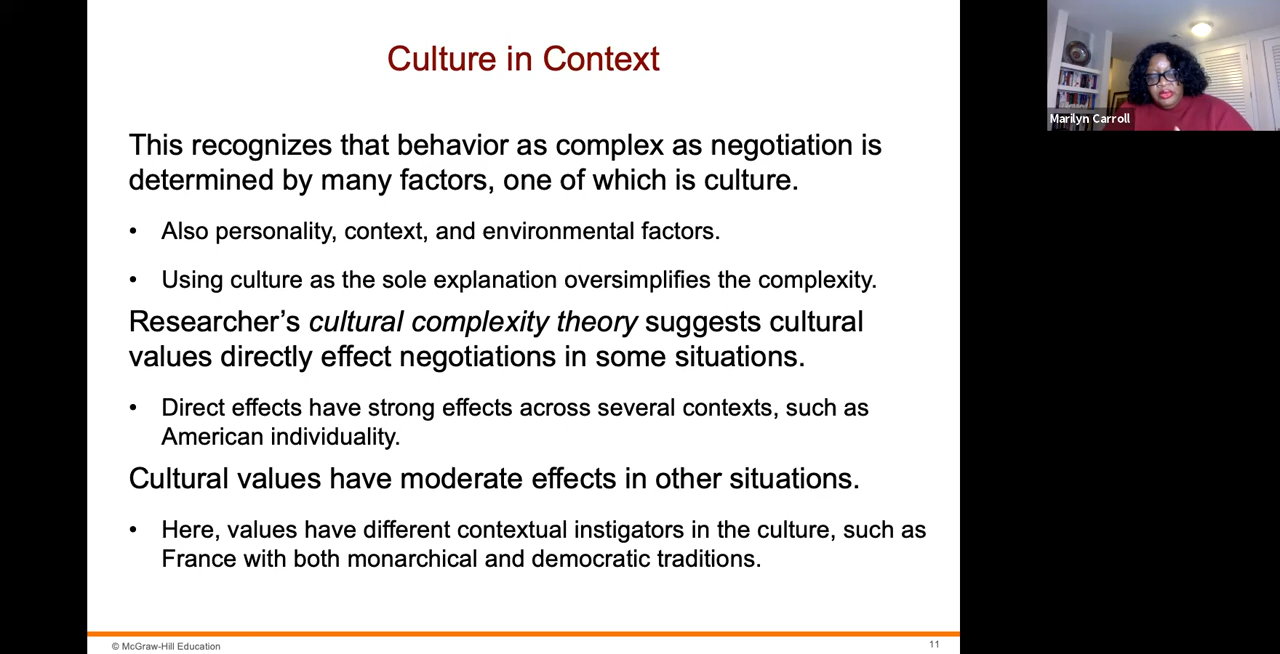 Culture in Context
This recognizes that behavior as complex as negotiation is
determined by many factors, one of which is culture.
• Also personality, context, and environmental factors.
• Using culture as the sole explanation oversimplifies the complexity.
Researcher’s cultural complexity theory suggests cultural
values directly effect negotiations in some situations.
• Direct effects have strong effects across several contexts, such as
American individuality.
Cultural values have moderate effects in other situations.
• Here, values have different contextual instigators in the culture, such as
France with both monarchical and democratic traditions.
© McGraw-Hill Education
11
Marilyn Carroll